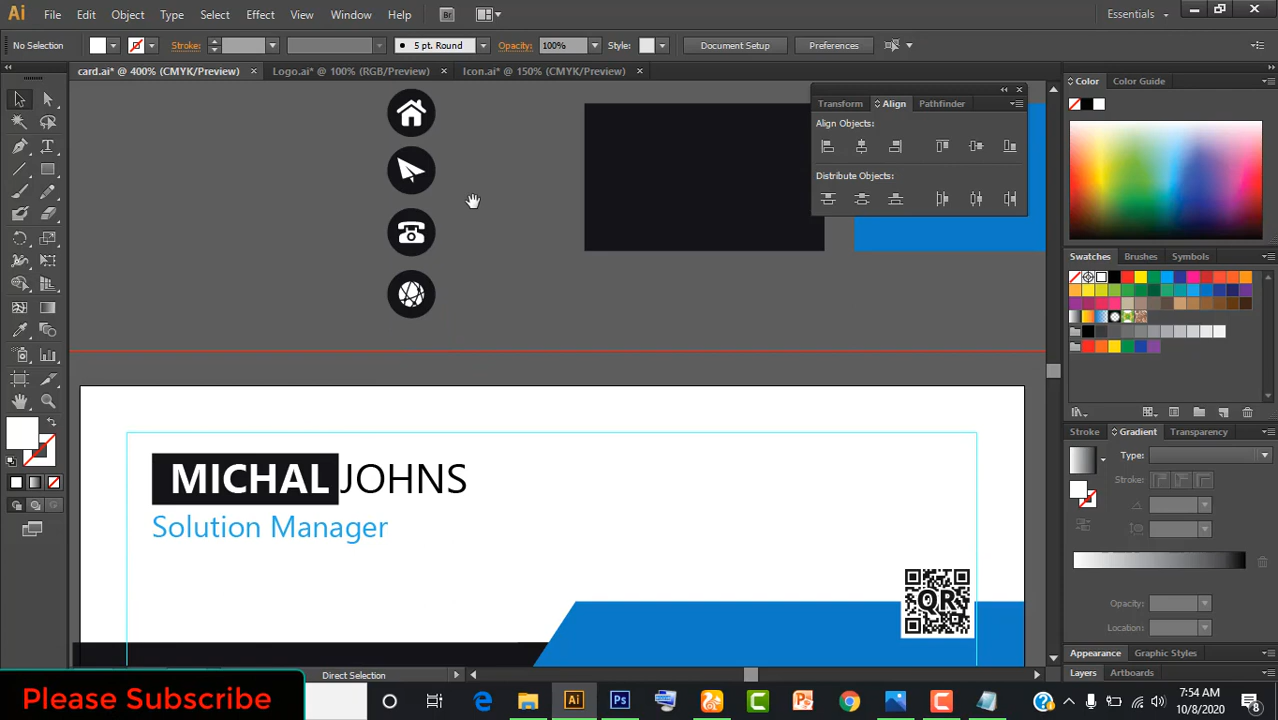 Ai File Edit Object Type Select Effect View Window Help Br Essentials
No Selection Stroke: 5 pt. Round Opacity: 100% Style: Document Setup Preferences
card.ai* @ 400% (CMYK/Preview) Logo.ai* @ 100% (RGB/Preview) Icon.ai* @ 150% (CMYK/Preview)
Transform Align Pathfinder
Align Objects:
Distribute Objects:
Color Color Guide
Swatches Brushes Symbols
Stroke Gradient Transparency
Type:
Stroke:
Opacity:
Location:
Appearance Graphic Styles
Layers Artboards
MICHAL JOHNS
Solution Manager
QR
Direct Selection
Please Subscribe
Ai Ps
7:54 AM
10/8/2020
8